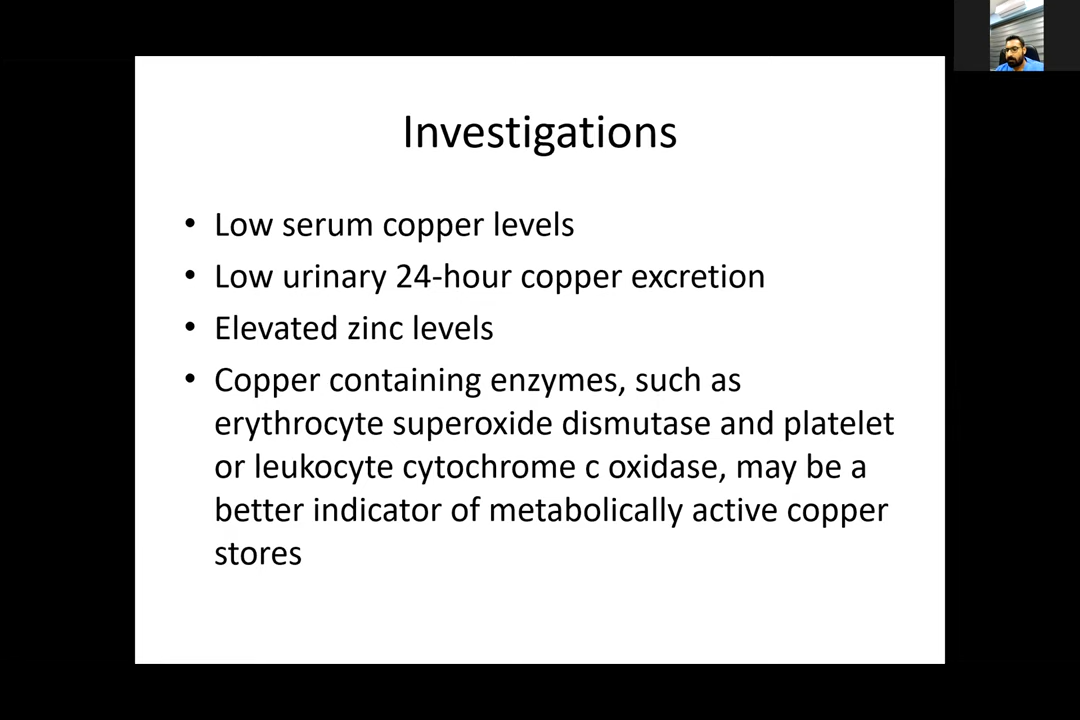 Investigations
• Low serum copper levels
• Low urinary 24-hour copper excretion
• Elevated zinc levels
• Copper containing enzymes, such as
erythrocyte superoxide dismutase and platelet
or leukocyte cytochrome c oxidase, may be a
better indicator of metabolically active copper
stores